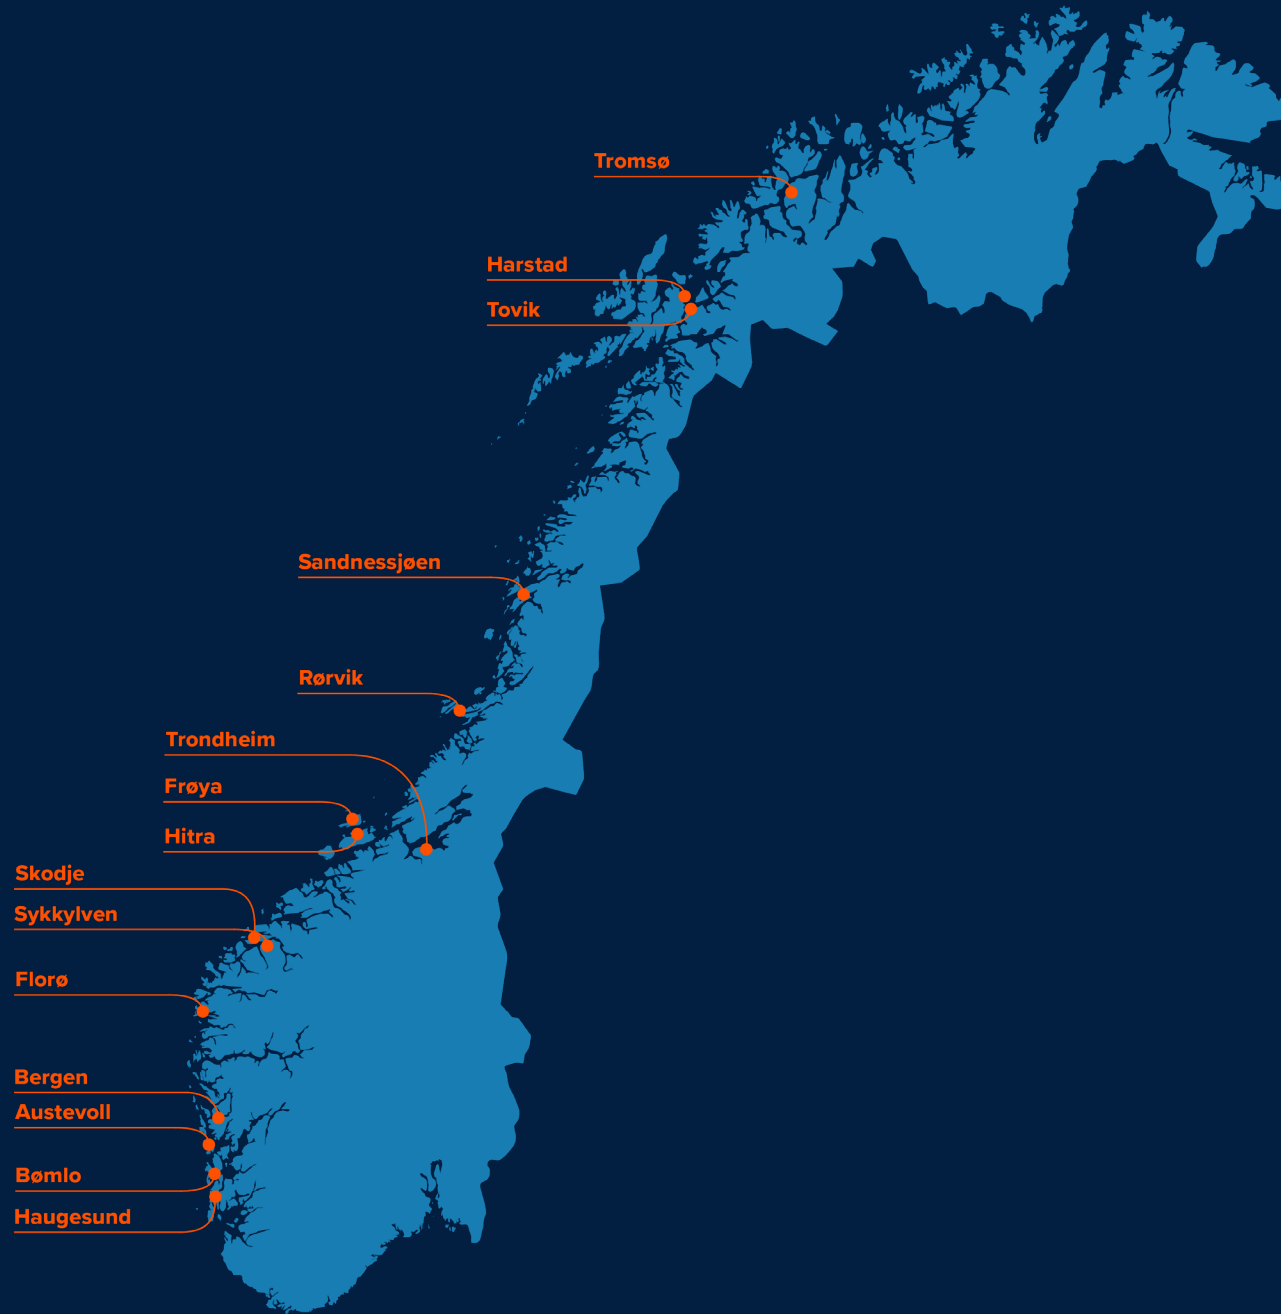 Tromsø
Harstad
Tovik
Sandnessjøen
Rørvik
Trondheim
Frøya
Hitra
Skodje
Sykkylven
Florø
Bergen
Austevoll
Bømlo
Haugesund